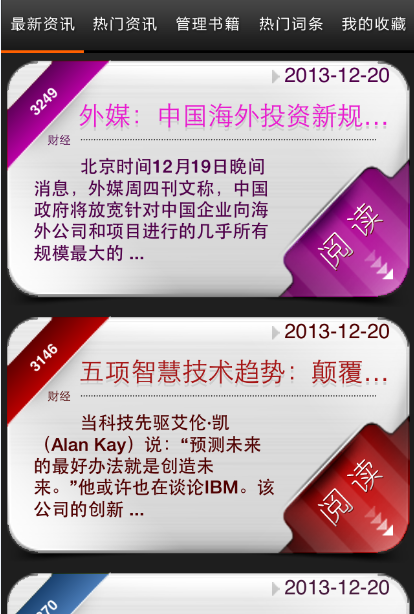 最新资讯 热门资讯 管理书籍 热门词条 我的收藏
2013-12-20
3249
外媒：中国海外投资新规...
财经
北京时间12月19日晚间
消息，外媒周四刊文称，中国
政府将放宽针对中国企业向海
外公司和项目进行的几乎所有
规模最大的 ...
阅读
2013-12-20
3146
五项智慧技术趋势：颠覆...
财经
当科技先驱艾伦·凯
（Alan Kay）说：“预测未来
的最好办法就是创造未
来。”他或许也在谈论IBM。该
公司的创新 ...
阅读
2013-12-20